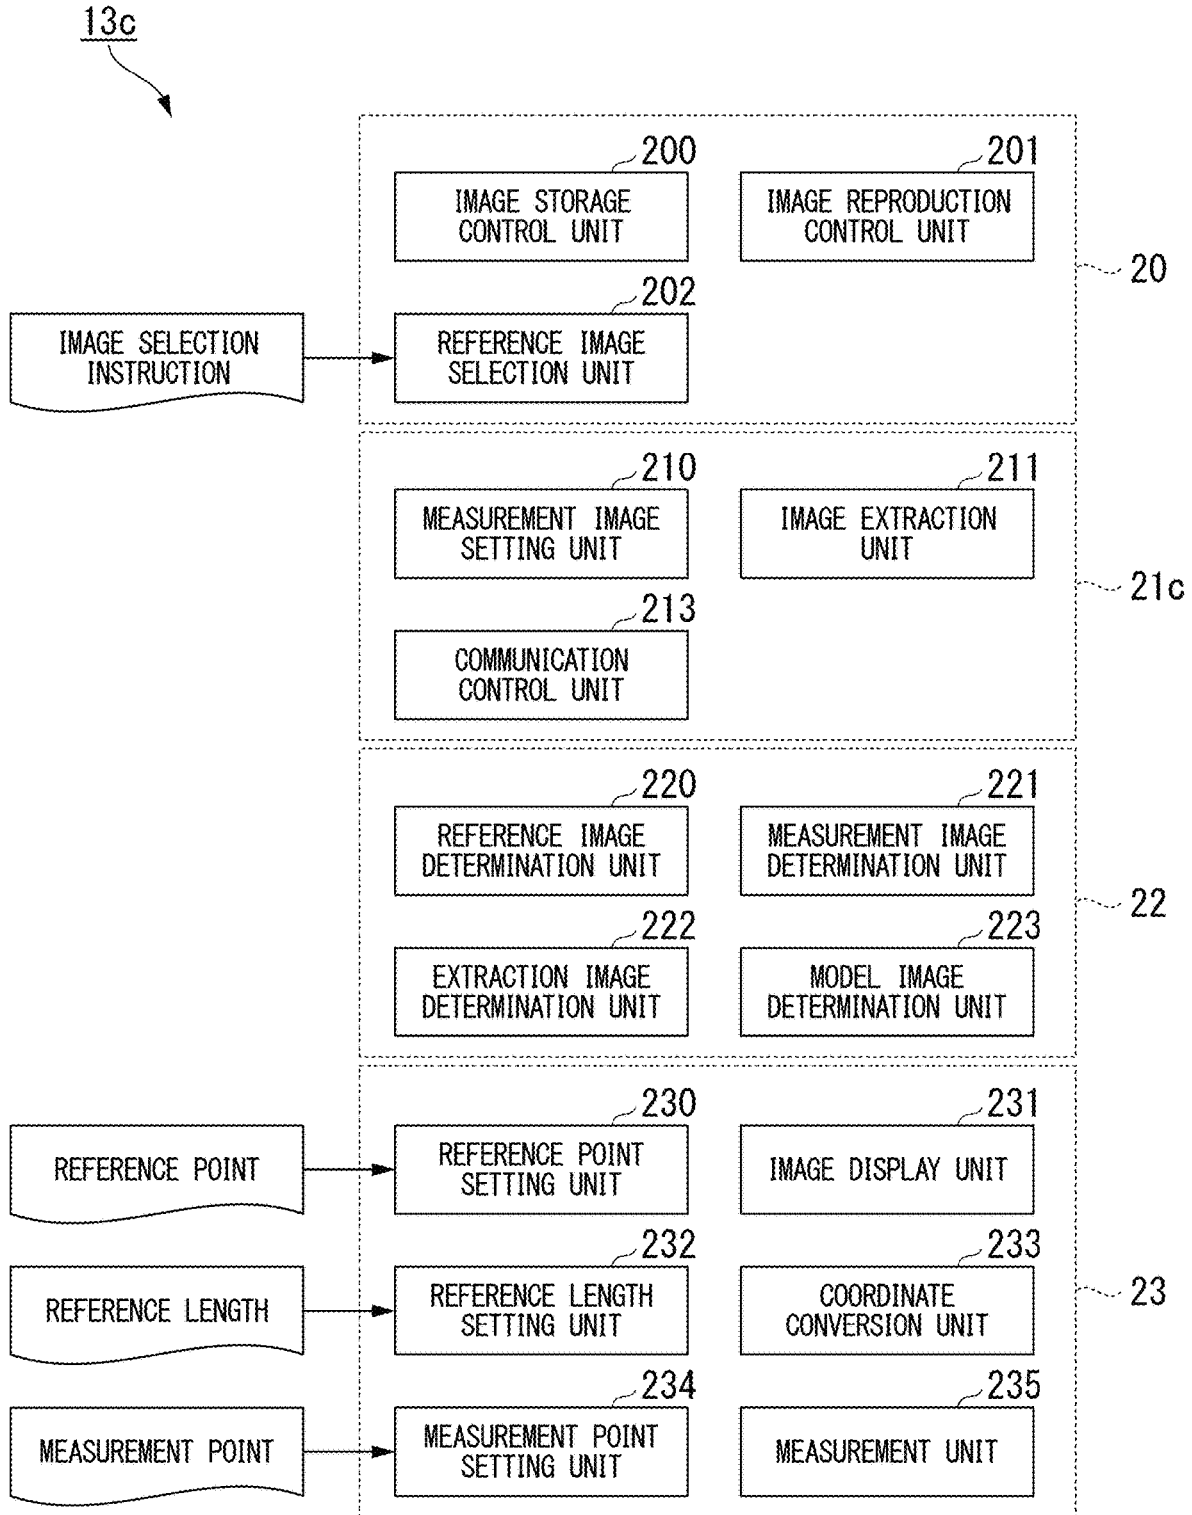 13c
200
IMAGE STORAGE
CONTROL UNIT
201
IMAGE REPRODUCTION
CONTROL UNIT
20
IMAGE SELECTION
INSTRUCTION
202
REFERENCE IMAGE
SELECTION UNIT
210
MEASUREMENT IMAGE
SETTING UNIT
211
IMAGE EXTRACTION
UNIT
21c
213
COMMUNICATION
CONTROL UNIT
220
REFERENCE IMAGE
DETERMINATION UNIT
221
MEASUREMENT IMAGE
DETERMINATION UNIT
22
222
EXTRACTION IMAGE
DETERMINATION UNIT
223
MODEL IMAGE
DETERMINATION UNIT
REFERENCE POINT
230
REFERENCE POINT
SETTING UNIT
231
IMAGE DISPLAY UNIT
REFERENCE LENGTH
232
REFERENCE LENGTH
SETTING UNIT
233
COORDINATE
CONVERSION UNIT
23
MEASUREMENT POINT
234
MEASUREMENT POINT
SETTING UNIT
235
MEASUREMENT UNIT